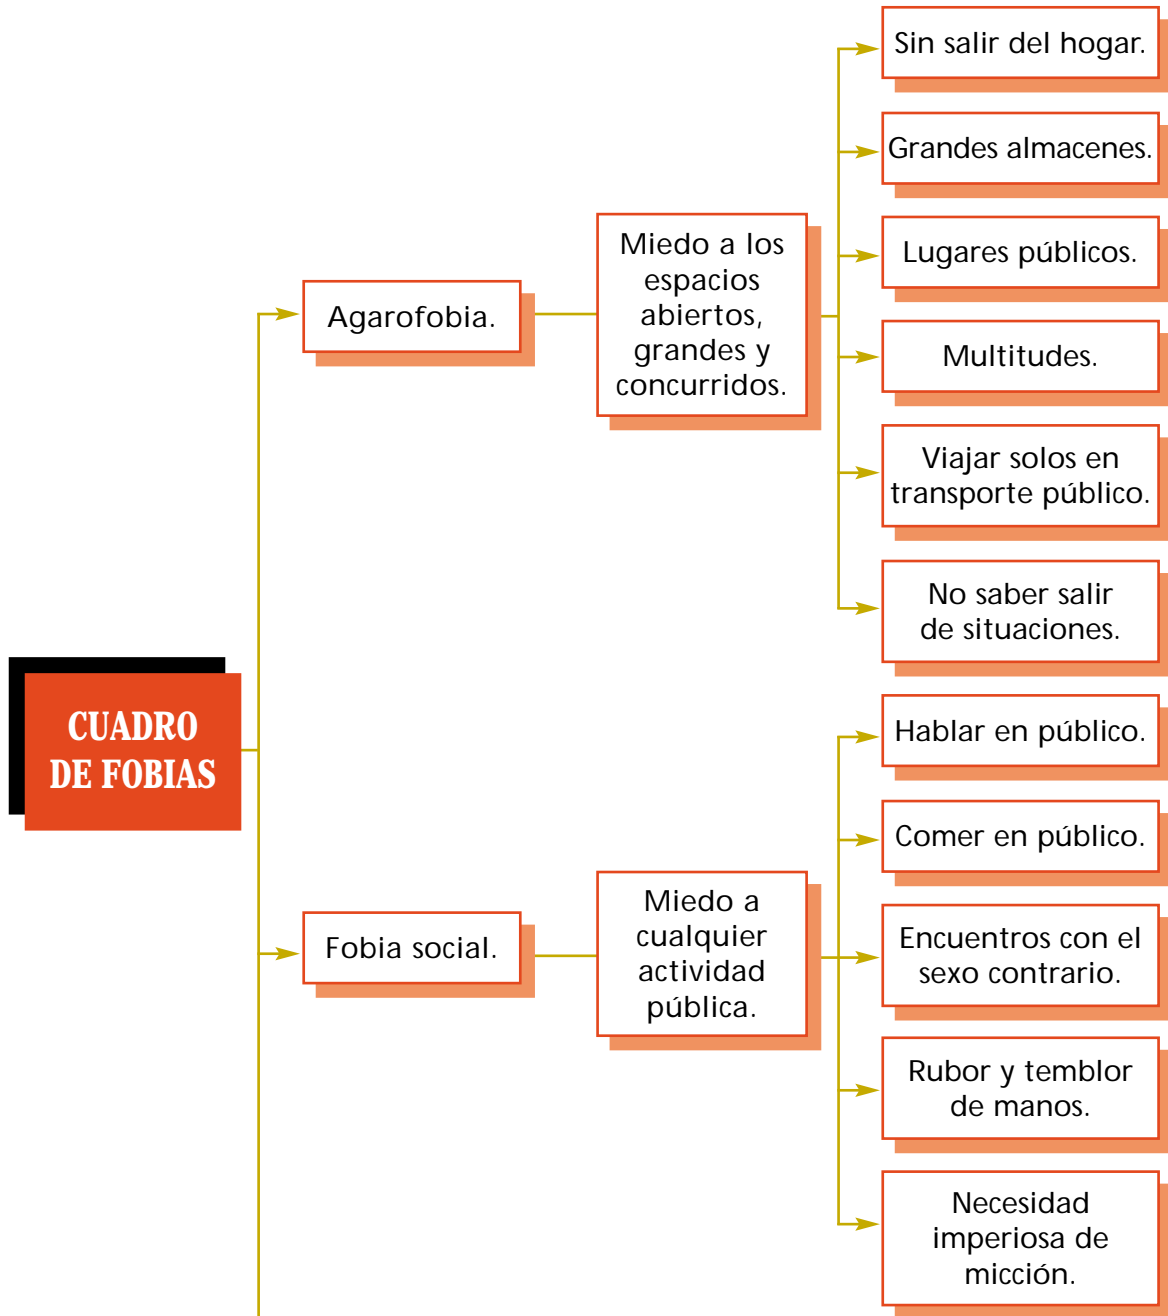 CUADRO
DE FOBIAS
Agarofobia.
Miedo a los
espacios
abiertos,
grandes y
concurridos.
Sin salir del hogar.
Grandes almacenes.
Lugares públicos.
Multitudes.
Viajar solos en
transporte público.
No saber salir
de situaciones.
Fobia social.
Miedo a
cualquier
actividad
pública.
Hablar en público.
Comer en público.
Encuentros con el
sexo contrario.
Rubor y temblor
de manos.
Necesidad
imperiosa de
micción.